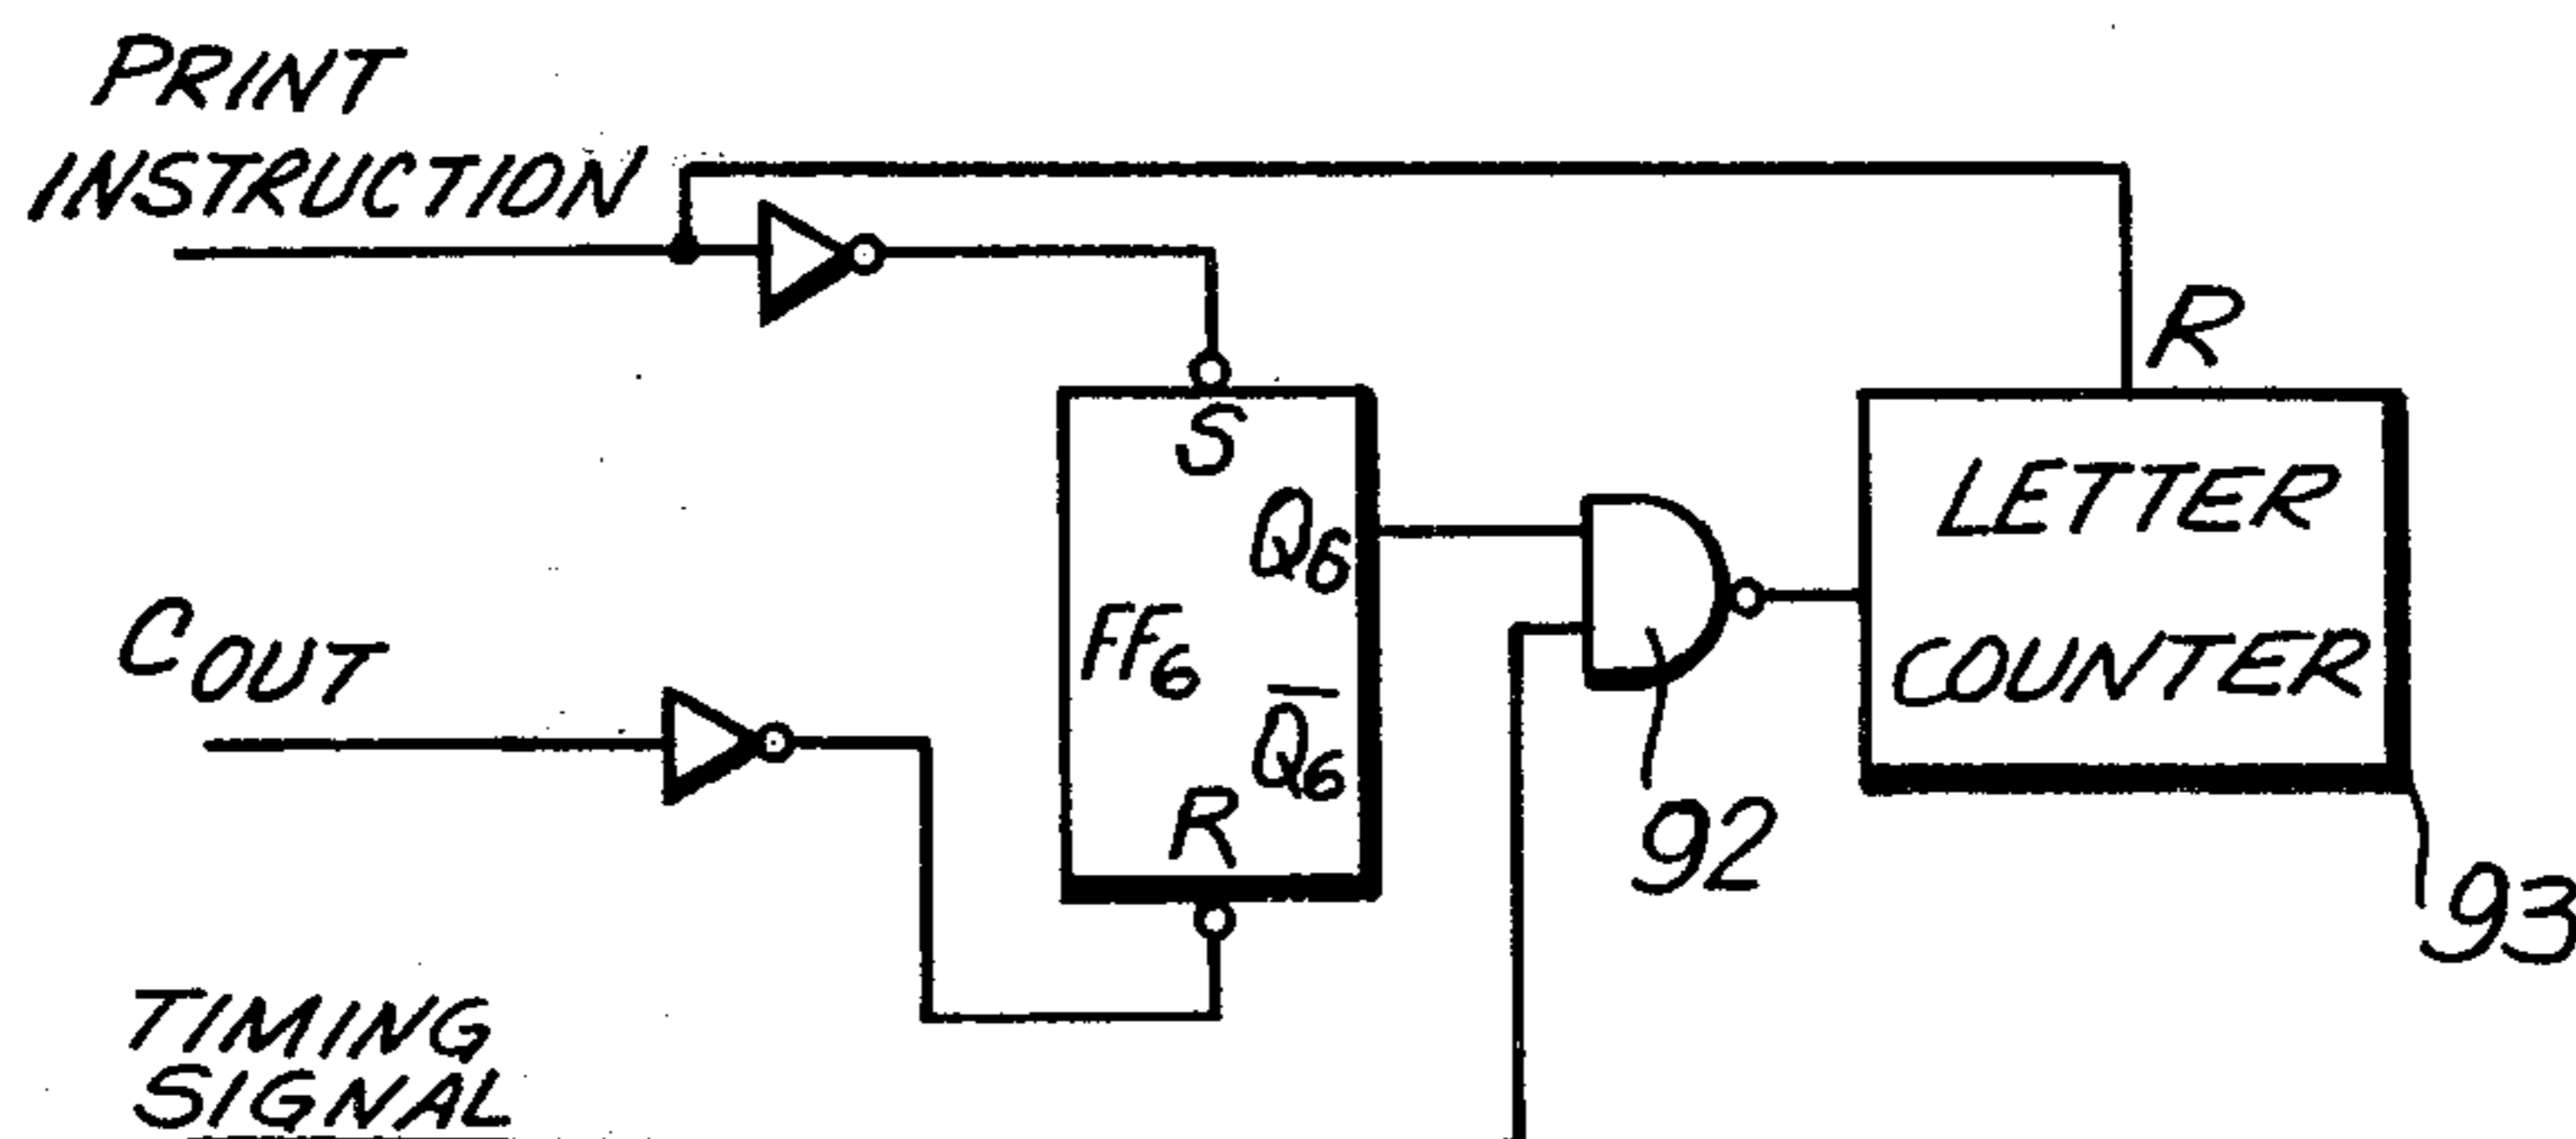 PRINT
INSTRUCTION
R
S
Q6
LETTER
COUNTER
FF6
COUT
Q̅6
R
92
93
TIMING
SIGNAL